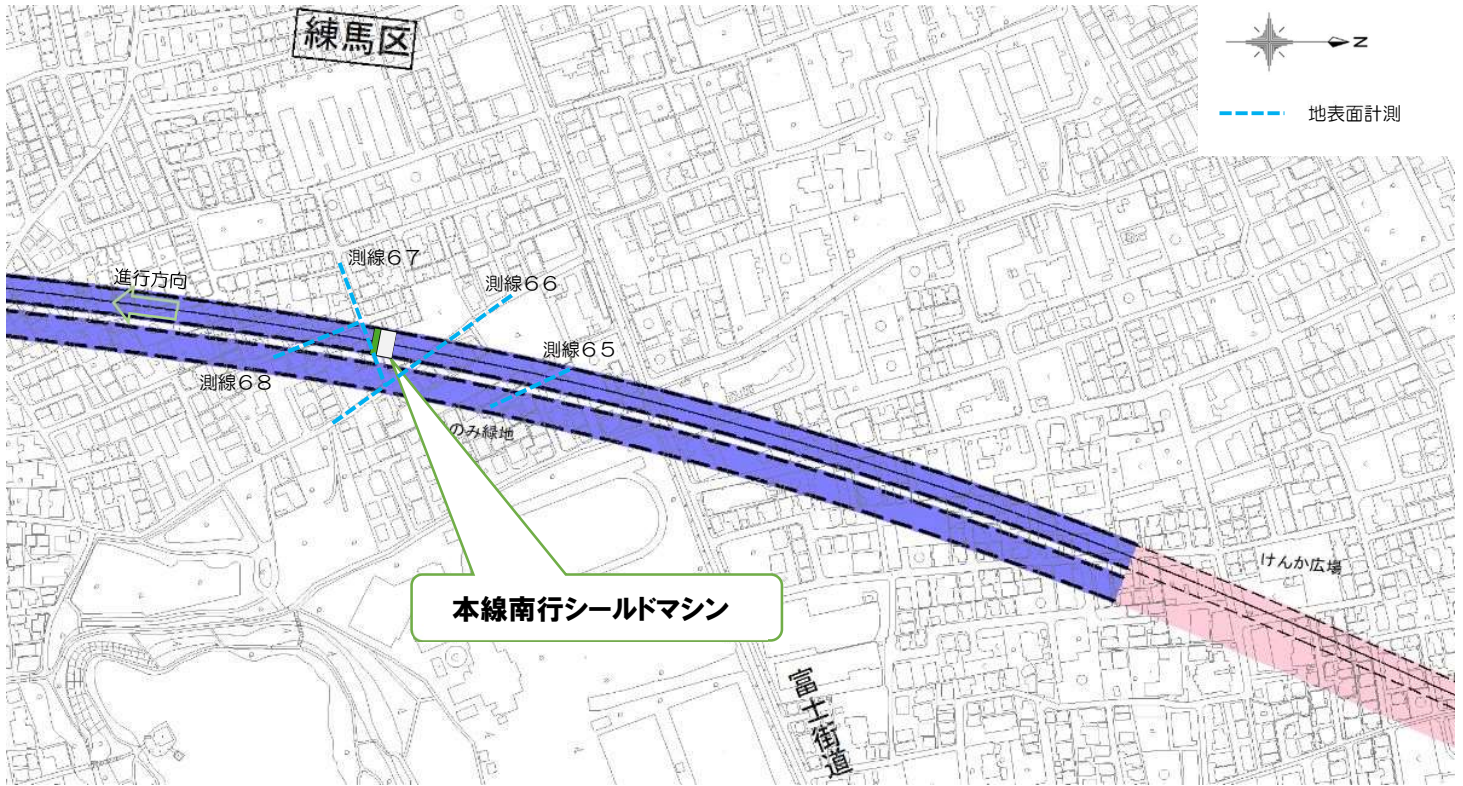 練馬区
N
地表面計測
測線67
進行方向
測線66
測線65
測線68
のみ緑地
けんか広場
本線南行シールドマシン
富士街道